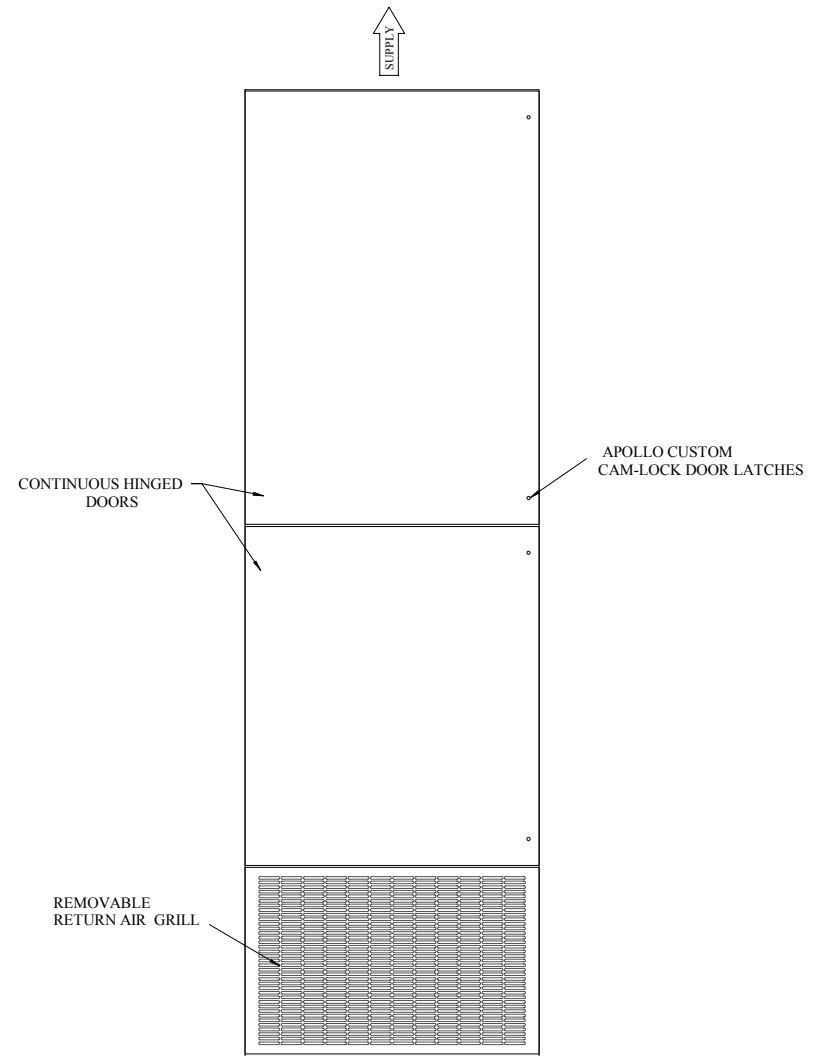 SUPPLY
APOLLO CUSTOM
CAM-LOCK DOOR LATCHES
CONTINUOUS HINGED
DOORS
REMOVABLE
RETURN AIR GRILL